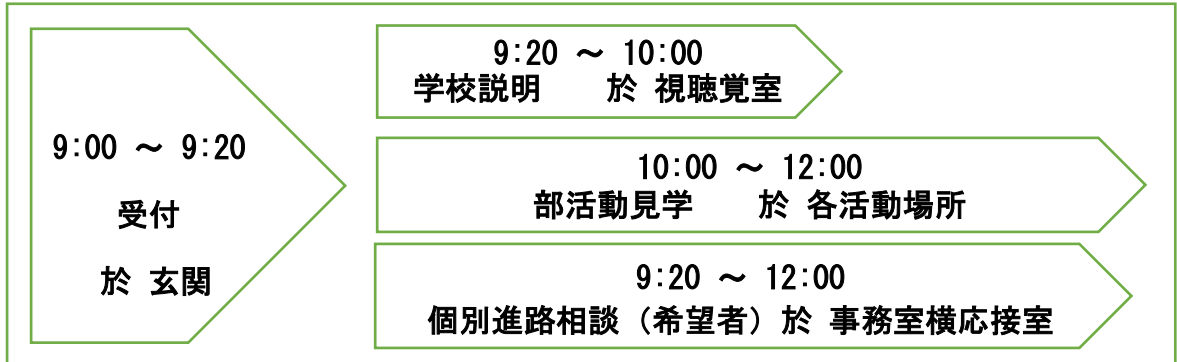 9:00 ～ 9:20
受付
於 玄関
9:20 ～ 10:00
学校説明　　於 視聴覚室
10:00 ～ 12:00
部活動見学　　於 各活動場所
9:20 ～ 12:00
個別進路相談（希望者）於 事務室横応接室